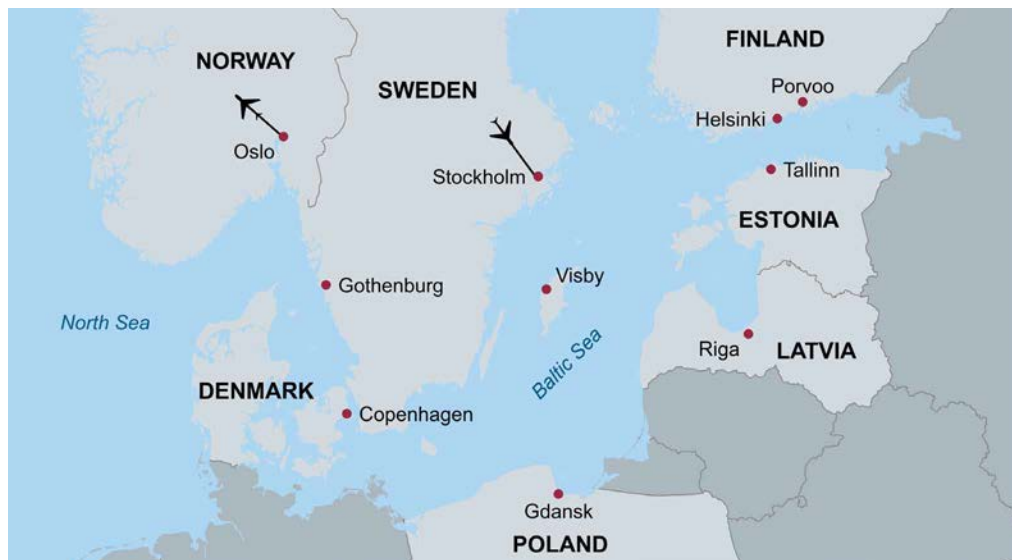 FINLAND
NORWAY
SWEDEN
Porvoo
Helsinki
Oslo
Stockholm
Tallinn
ESTONIA
Visby
Gothenburg
North Sea
Riga
LATVIA
Baltic Sea
DENMARK
Copenhagen
Gdansk
POLAND